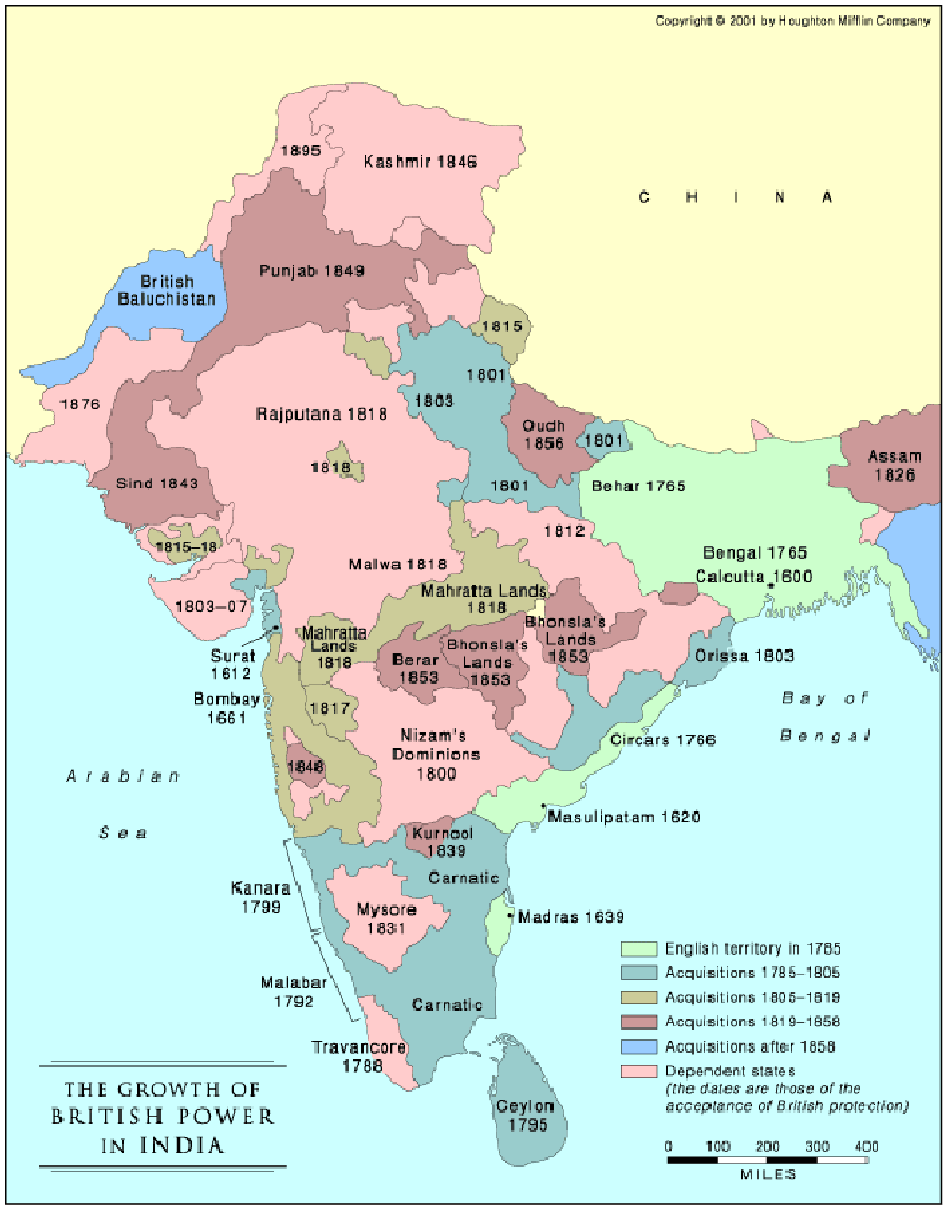 Copyright © 2001 by Houghton Mifflin Company
1895
Kashmir 1846
C H I N A
Punjab 1849
British
Baluchistan
1815
1801
1803
1876
Rajputana 1818
Oudh
1856
1801
Assam
1826
1818
Sind 1843
1801
Behar 1765
1812
1815–18
Bengal 1765
Malwa 1818
Calcutta 1600
Mahratta Lands
1818
1803–07
Mahratta
Lands
1818
Bhonsla's
Lands
1853
Bhonsla's
Lands
1853
Berar
1853
Surat
1612
Orissa 1803
Bombay
1661
1817
Bay of
Bengal
Nizam's
Dominions
1800
Circars 1766
1848
Arabian
Sea
Masulipatam 1620
Kurnool
1839
Kanara
1799
Carnatic
Mysore
1831
Madras 1639
Malabar
1792
Carnatic
Travancore
1788
Ceylon
1795
English territory in 1785
Acquisitions 1785–1805
Acquisitions 1805–1819
Acquisitions 1819–1858
Acquisitions after 1858
Dependent states
(the dates are those of the
acceptance of British protection)
THE GROWTH OF
BRITISH POWER
IN INDIA
0 100 200 300 400
MILES